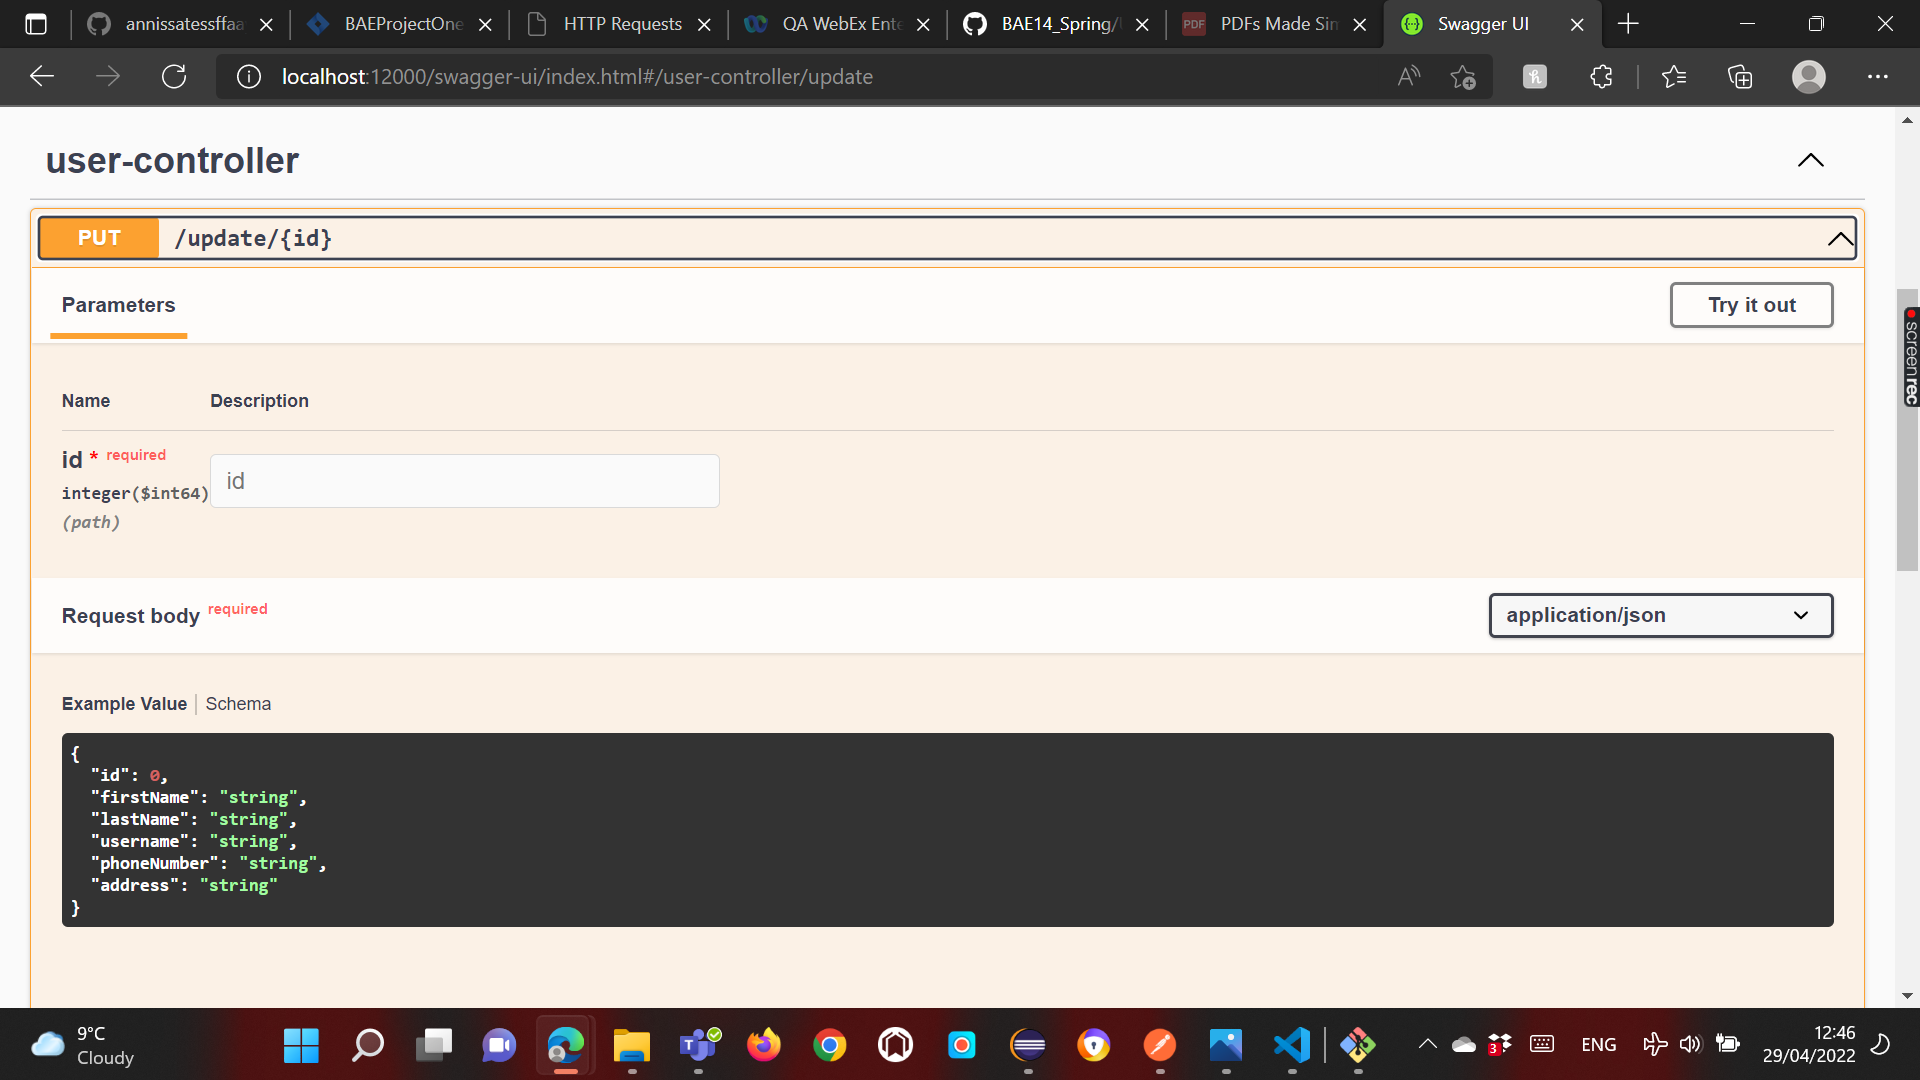 annissatessffaa
BAEProjectOne
HTTP Requests
QA WebEx Ente
BAE14_Spring/
PDF
PDFs Made Sim
Swagger UI
localhost:12000/swagger-ui/index.html#/user-controller/update
user-controller
PUT /update/{id}
Parameters
Try it out
Name Description
id * required
integer($int64)
(path)
id
Request body required
application/json
Example Value | Schema
{
"id": 0,
"firstName": "string",
"lastName": "string",
"username": "string",
"phoneNumber": "string",
"address": "string"
}
screenrec
9°C
Cloudy
3
ENG
12:46
29/04/2022